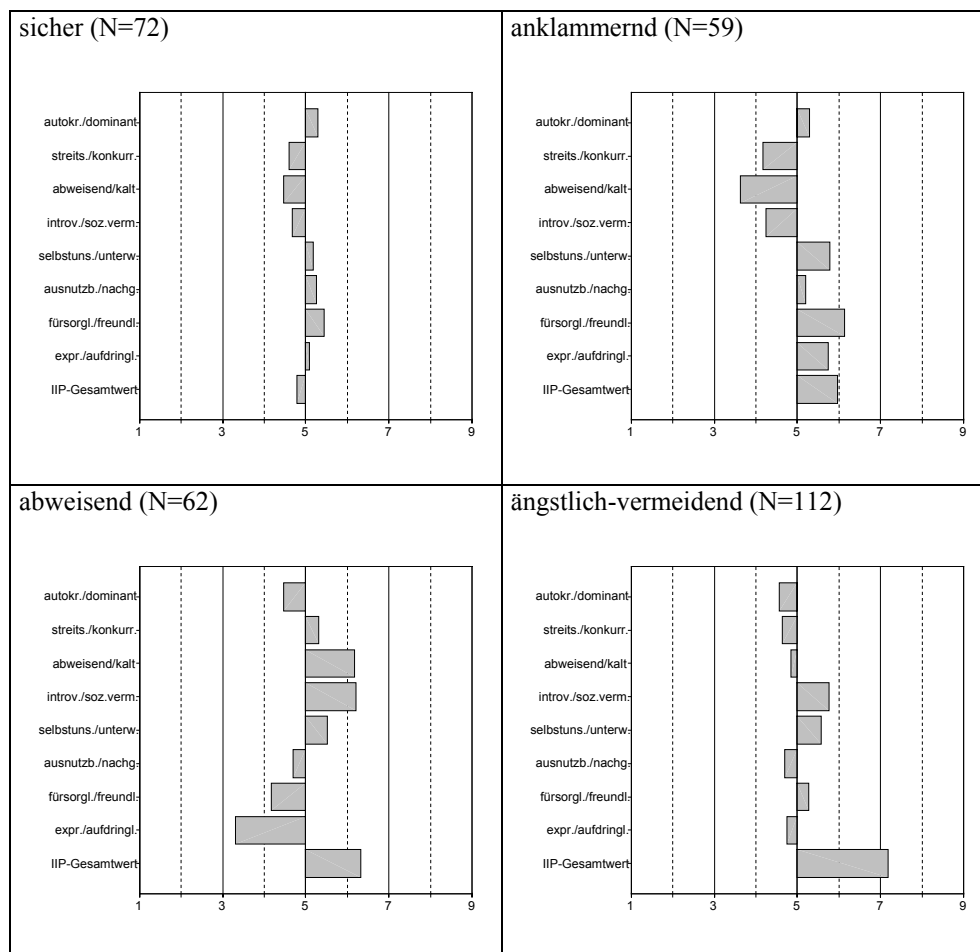 sicher (N=72)
autokr./dominant
streits./konkurr.
abweisend/kalt
introv./soz.verm.
selbstuns./unterw.
ausnutzb./nachg.
fürsorgl./freundl.
expr./aufdringl.
IIP-Gesamtwert
1 3 5 7 9
anklammernd (N=59)
autokr./dominant
streits./konkurr.
abweisend/kalt
introv./soz.verm.
selbstuns./unterw.
ausnutzb./nachg.
fürsorgl./freundl.
expr./aufdringl.
IIP-Gesamtwert
1 3 5 7 9
abweisend (N=62)
autokr./dominant
streits./konkurr.
abweisend/kalt
introv./soz.verm.
selbstuns./unterw.
ausnutzb./nachg.
fürsorgl./freundl.
expr./aufdringl.
IIP-Gesamtwert
1 3 5 7 9
ängstlich-vermeidend (N=112)
autokr./dominant
streits./konkurr.
abweisend/kalt
introv./soz.verm.
selbstuns./unterw.
ausnutzb./nachg.
fürsorgl./freundl.
expr./aufdringl.
IIP-Gesamtwert
1 3 5 7 9